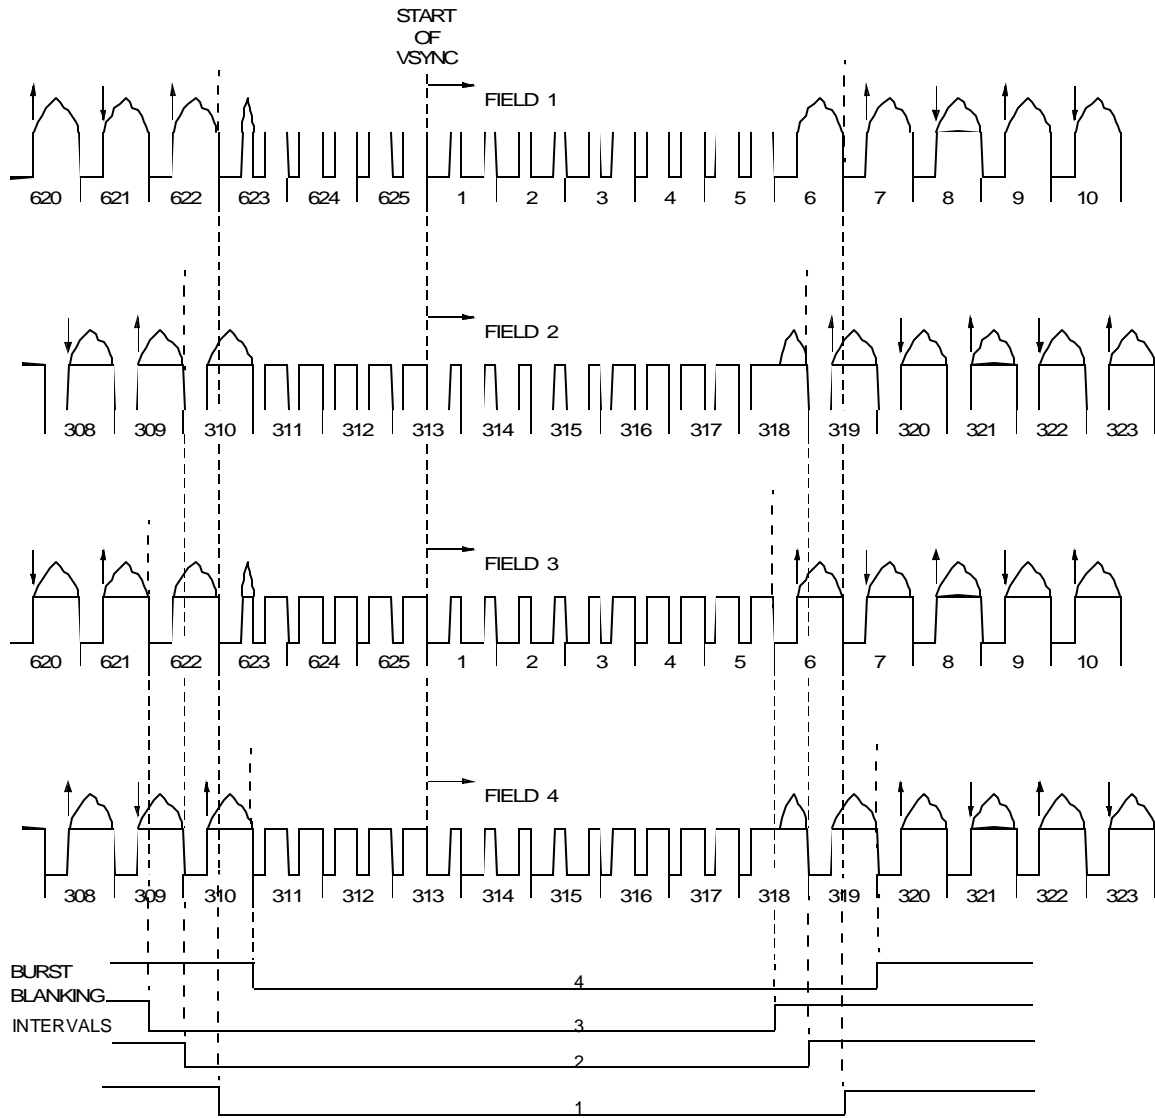 START
OF
VSYNC
FIELD 1
620 621 622 623 624 625 1 2 3 4 5 6 7 8 9 10
FIELD 2
308 309 310 311 312 313 314 315 316 317 318 319 320 321 322 323
FIELD 3
620 621 622 623 624 625 1 2 3 4 5 6 7 8 9 10
FIELD 4
308 309 310 311 312 313 314 315 316 317 318 319 320 321 322 323
BURST
BLANKING
INTERVALS
4
3
2
1